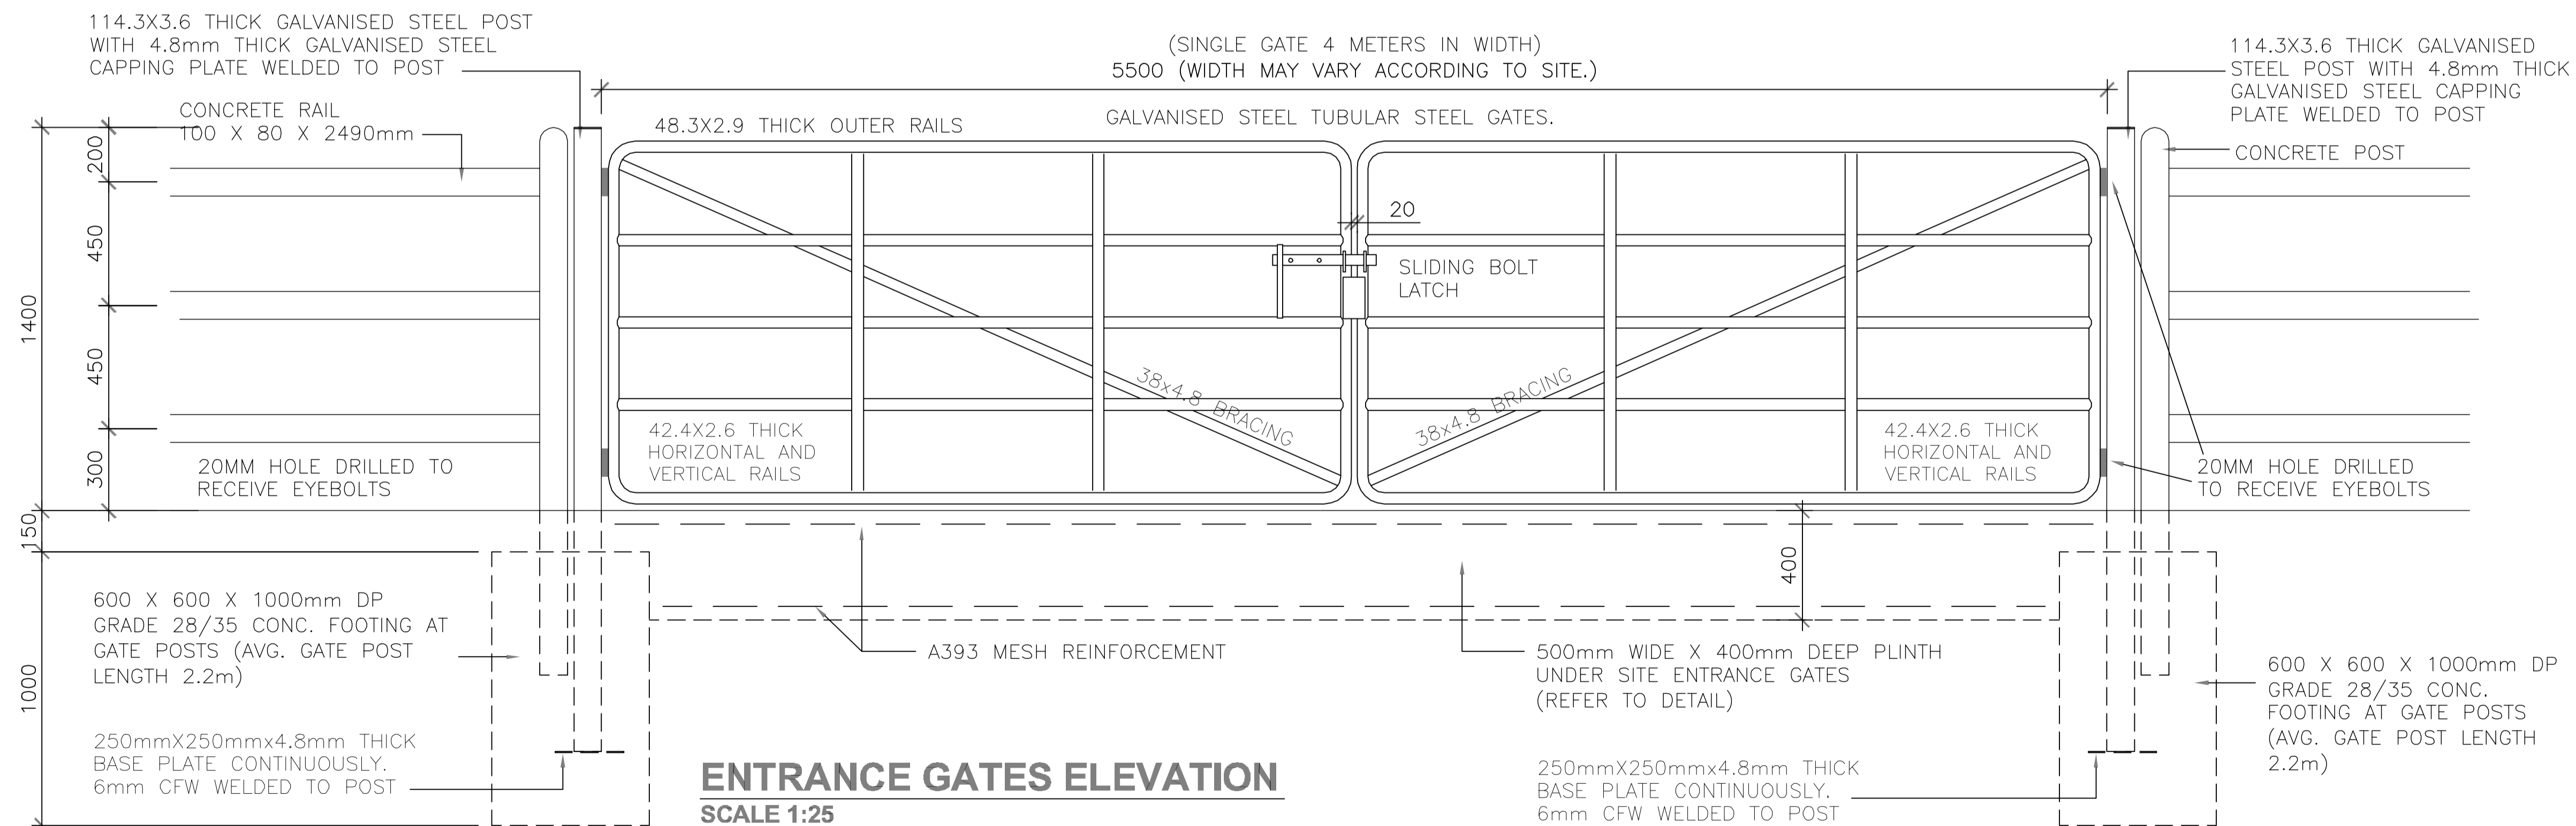 114.3X3.6 THICK GALVANISED STEEL POST
WITH 4.8mm THICK GALVANISED STEEL
CAPPING PLATE WELDED TO POST
CONCRETE RAIL
100 X 80 X 2490mm
(SINGLE GATE 4 METERS IN WIDTH)
5500 (WIDTH MAY VARY ACCORDING TO SITE.)
48.3X2.9 THICK OUTER RAILS
GALVANISED STEEL TUBULAR STEEL GATES.
114.3X3.6 THICK GALVANISED
STEEL POST WITH 4.8mm THICK
GALVANISED STEEL CAPPING
PLATE WELDED TO POST
CONCRETE POST
200
450
450
300
1400
150
1000
20
SLIDING BOLT
LATCH
38x4.8 BRACING
38x4.8 BRACING
42.4X2.6 THICK
HORIZONTAL AND
VERTICAL RAILS
42.4X2.6 THICK
HORIZONTAL AND
VERTICAL RAILS
20MM HOLE DRILLED TO
RECEIVE EYEBOLTS
20MM HOLE DRILLED
TO RECEIVE EYEBOLTS
400
600 X 600 X 1000mm DP
GRADE 28/35 CONC. FOOTING AT
GATE POSTS (AVG. GATE POST
LENGTH 2.2m)
A393 MESH REINFORCEMENT
500mm WIDE X 400mm DEEP PLINTH
UNDER SITE ENTRANCE GATES
(REFER TO DETAIL)
600 X 600 X 1000mm DP
GRADE 28/35 CONC.
FOOTING AT GATE POSTS
(AVG. GATE POST LENGTH
2.2m)
250mmX250mmx4.8mm THICK
BASE PLATE CONTINUOUSLY.
6mm CFW WELDED TO POST
250mmX250mmx4.8mm THICK
BASE PLATE CONTINUOUSLY.
6mm CFW WELDED TO POST
ENTRANCE GATES ELEVATION
SCALE 1:25